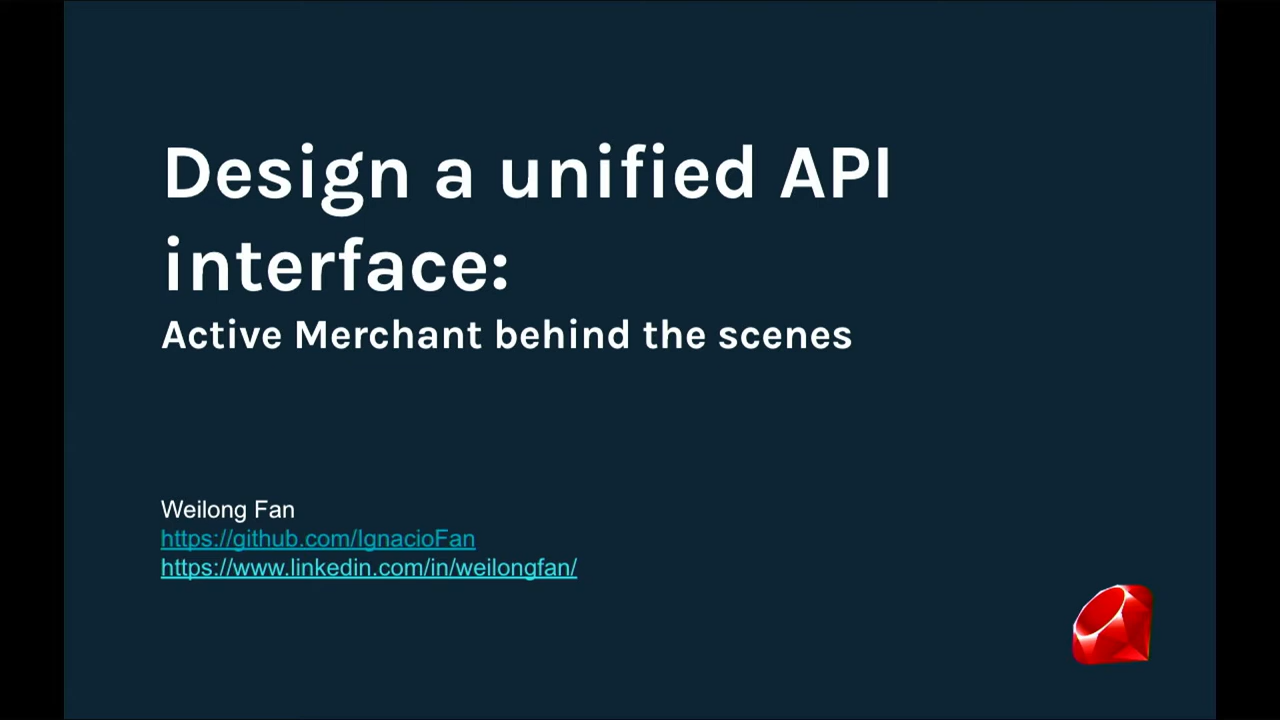 Design a unified API
interface:
Active Merchant behind the scenes
Weilong Fan
https://github.com/IgnacioFan
https://www.linkedin.com/in/weilongfan/